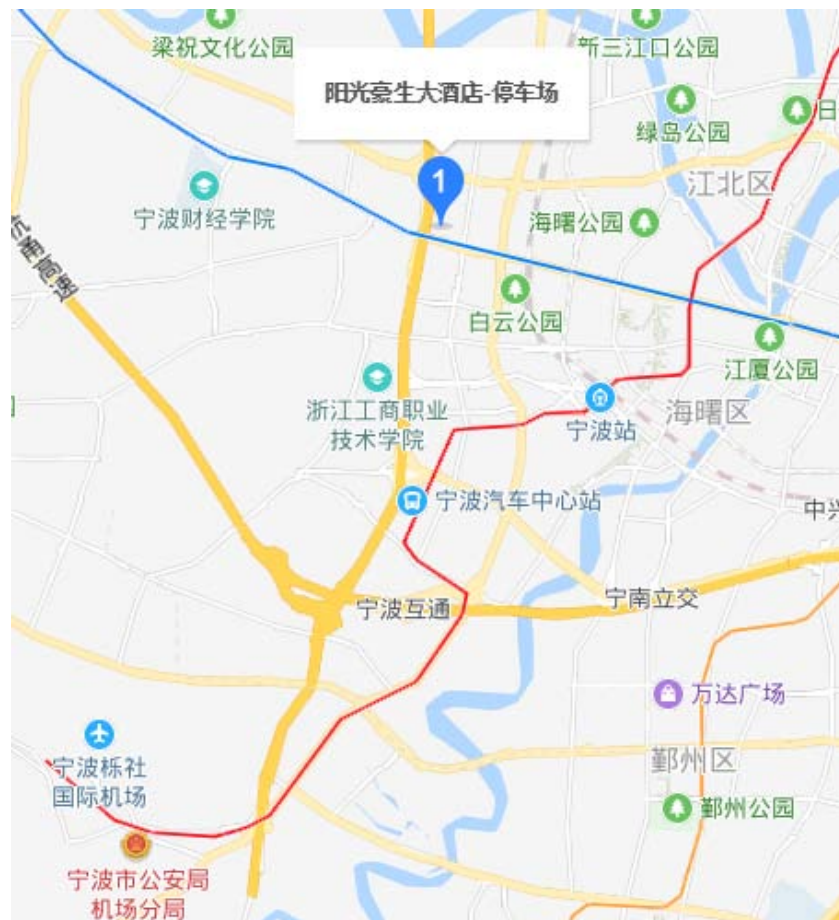 梁祝文化公园
新三江口公园
阳光豪生大酒店-停车场
日
绿岛公园
1
江北区
宁波财经学院
海曙公园
杭甬高速
白云公园
江厦公园
浙江工商职业
技术学院
海曙区
宁波站
宁波汽车中心站
中兴
宁波互通
宁南立交
万达广场
宁波栎社
国际机场
鄞州区
鄞州公园
宁波市公安局
机场分局